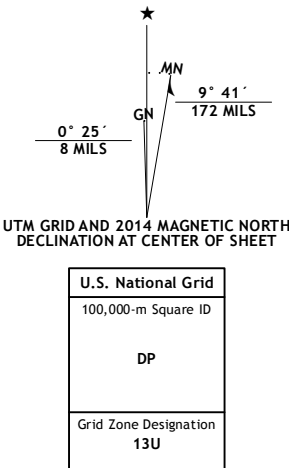 MN
GN
9° 41´
172 MILS
0° 25´
8 MILS
UTM GRID AND 2014 MAGNETIC NORTH
DECLINATION AT CENTER OF SHEET
U.S. National Grid
100,000-m Square ID
DP
Grid Zone Designation
13U